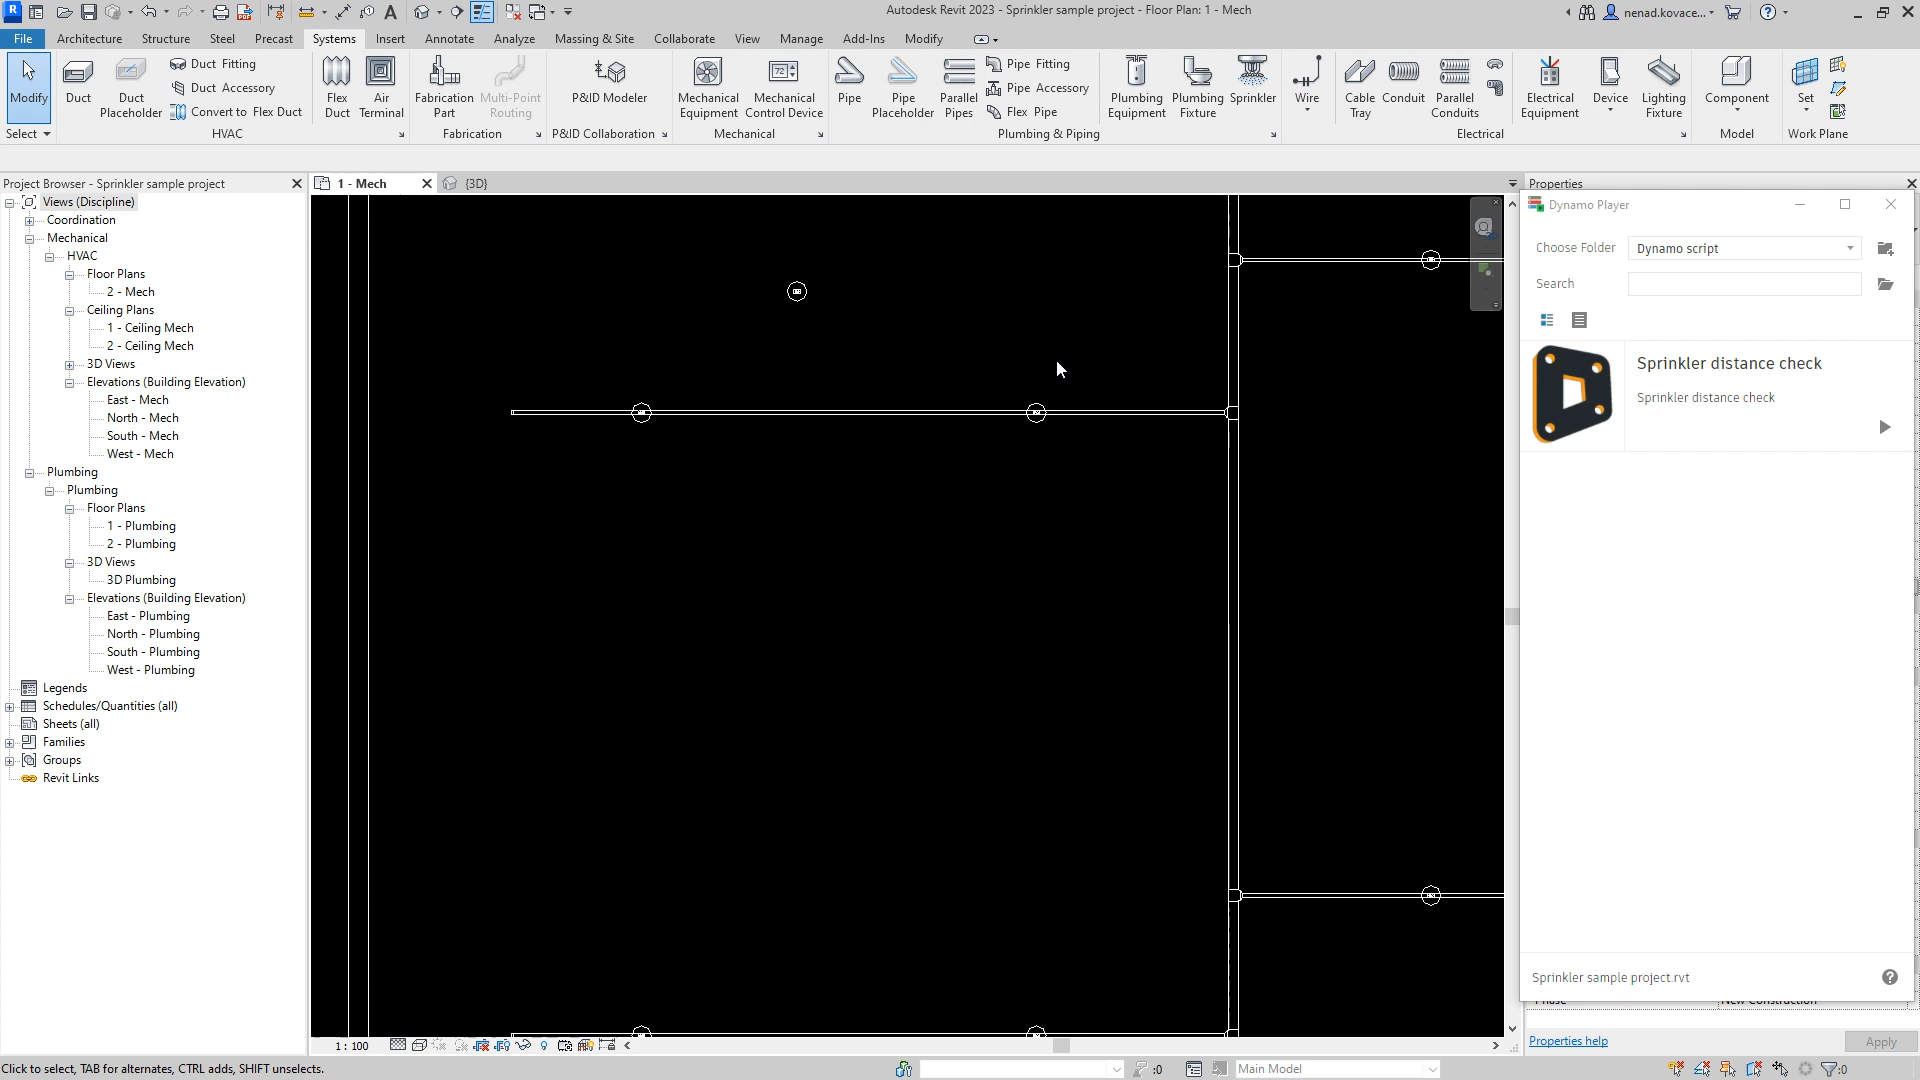 Autodesk Revit 2023 - Sprinkler sample project - Floor Plan: 1 - Mech
nenad.kovace...
File Architecture Structure Steel Precast Systems Insert Annotate Analyze Massing & Site Collaborate View Manage Add-Ins Modify
Modify
Duct
Duct Placeholder
Duct Fitting
Duct Accessory
Convert to Flex Duct
Flex Duct
Air Terminal
Fabrication Part
Multi-Point Routing
P&ID Modeler
Mechanical Equipment
Mechanical Control Device
Pipe
Pipe Placeholder
Parallel Pipes
Pipe Fitting
Pipe Accessory
Flex Pipe
Plumbing Equipment
Plumbing Fixture
Sprinkler
Wire
Cable Tray
Conduit
Parallel Conduits
Electrical Equipment
Device
Lighting Fixture
Component
Set
Select HVAC Fabrication P&ID Collaboration Mechanical Plumbing & Piping Electrical Model Work Plane
Project Browser - Sprinkler sample project
1 - Mech
{3D}
Properties
Views (Discipline)
Coordination
Mechanical
HVAC
Floor Plans
2 - Mech
Ceiling Plans
1 - Ceiling Mech
2 - Ceiling Mech
3D Views
Elevations (Building Elevation)
East - Mech
North - Mech
South - Mech
West - Mech
Plumbing
Plumbing
Floor Plans
1 - Plumbing
2 - Plumbing
3D Views
3D Plumbing
Elevations (Building Elevation)
East - Plumbing
North - Plumbing
South - Plumbing
West - Plumbing
Legends
Schedules/Quantities (all)
Sheets (all)
Families
Groups
Revit Links
Dynamo Player
Choose Folder Dynamo script
Search
Sprinkler distance check
Sprinkler distance check
Sprinkler sample project.rvt
Phase New Construction
Properties help
Apply
1 : 100
Click to select, TAB for alternates, CTRL adds, SHIFT unselects.
:0
Main Model
:0